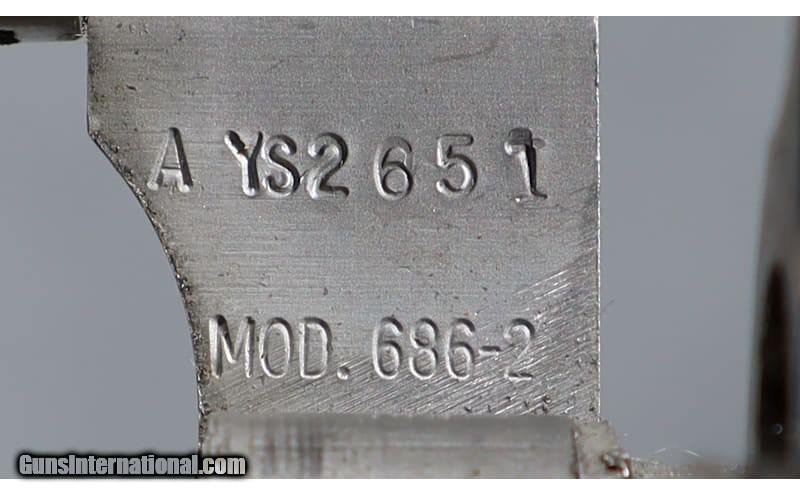 A YS2651
MOD. 686-2
GunsInternational.com